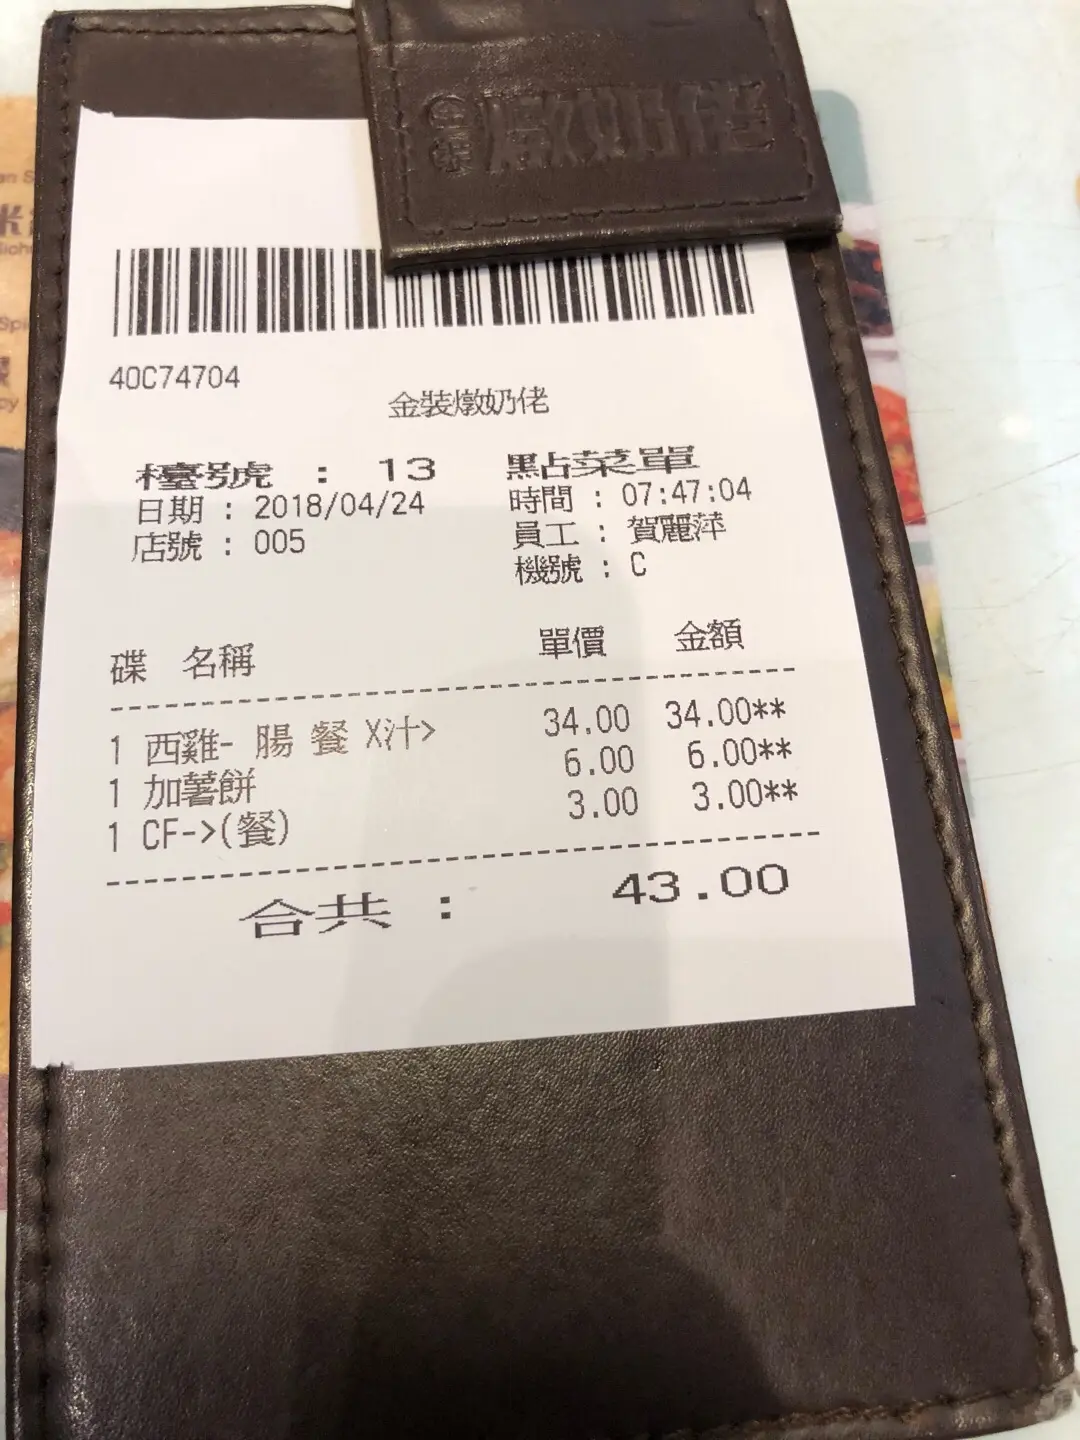 金裝燉奶佬
40C74704
金裝燉奶佬
檯號 : 13 點菜單
日期 : 2018/04/24 時間 : 07:47:04
店號 : 005 員工 : 賀麗萍
機號 : C
碟 名稱 單價 金額
1 西雞- 腸 餐 X汁> 34.00 34.00**
1 加薯餅 6.00 6.00**
1 CF->(餐) 3.00 3.00**
合共 : 43.00